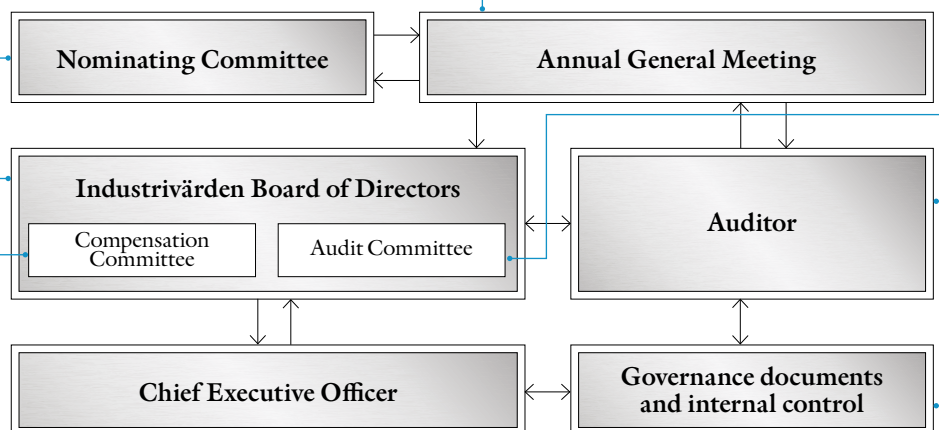 Nominating Committee
Annual General Meeting
Industrivärden Board of Directors
Compensation
Committee
Audit Committee
Auditor
Chief Executive Officer
Governance documents
and internal control